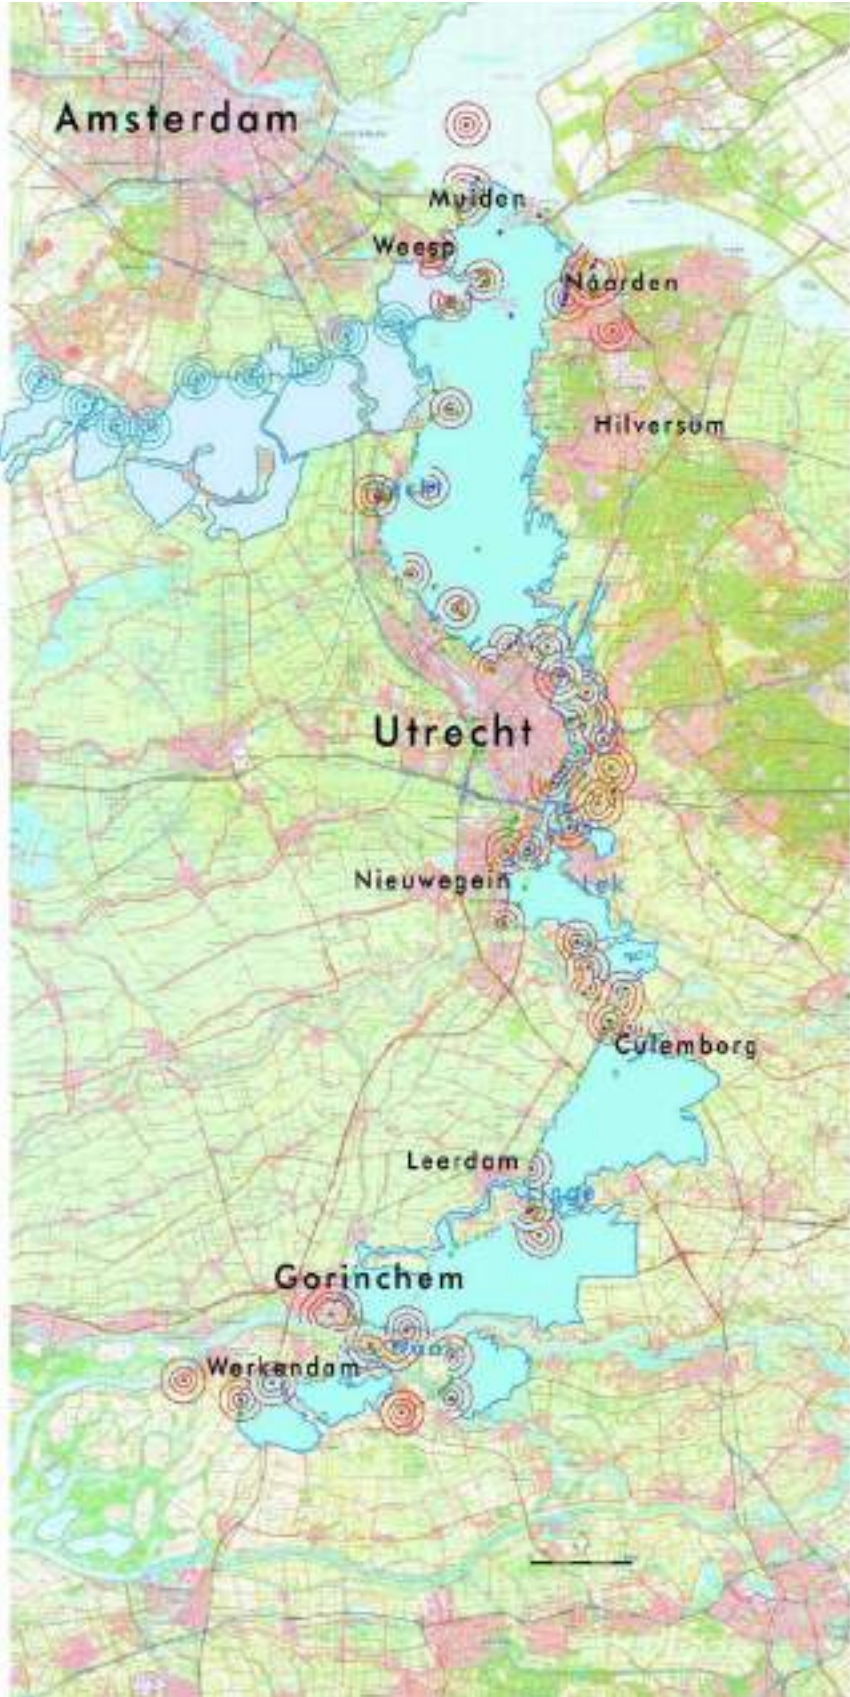 Amsterdam
Muiden
Weesp
Naarden
Hilversum
Utrecht
Nieuwegein
Lek
Culemborg
Leerdam
Linge
Gorinchem
Werkendam